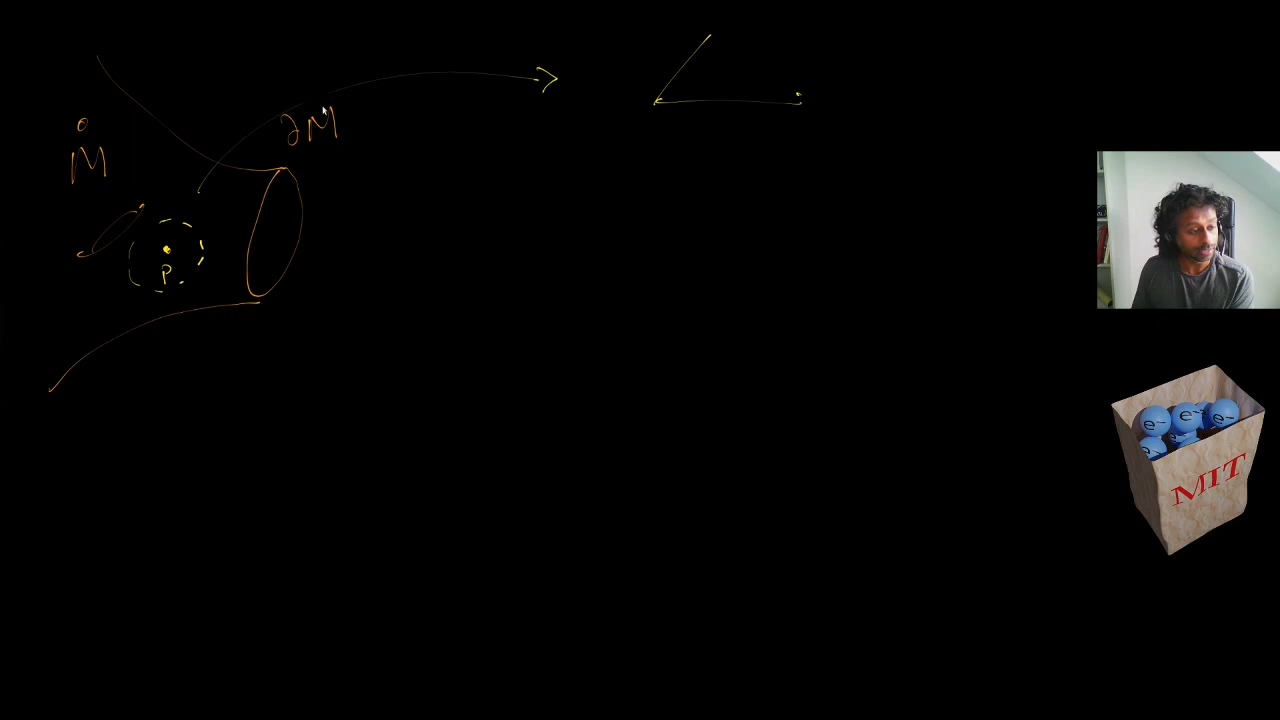 ∂M
M̊
p
e⁻ e⁻ e⁻
e⁻ e⁻
MIT